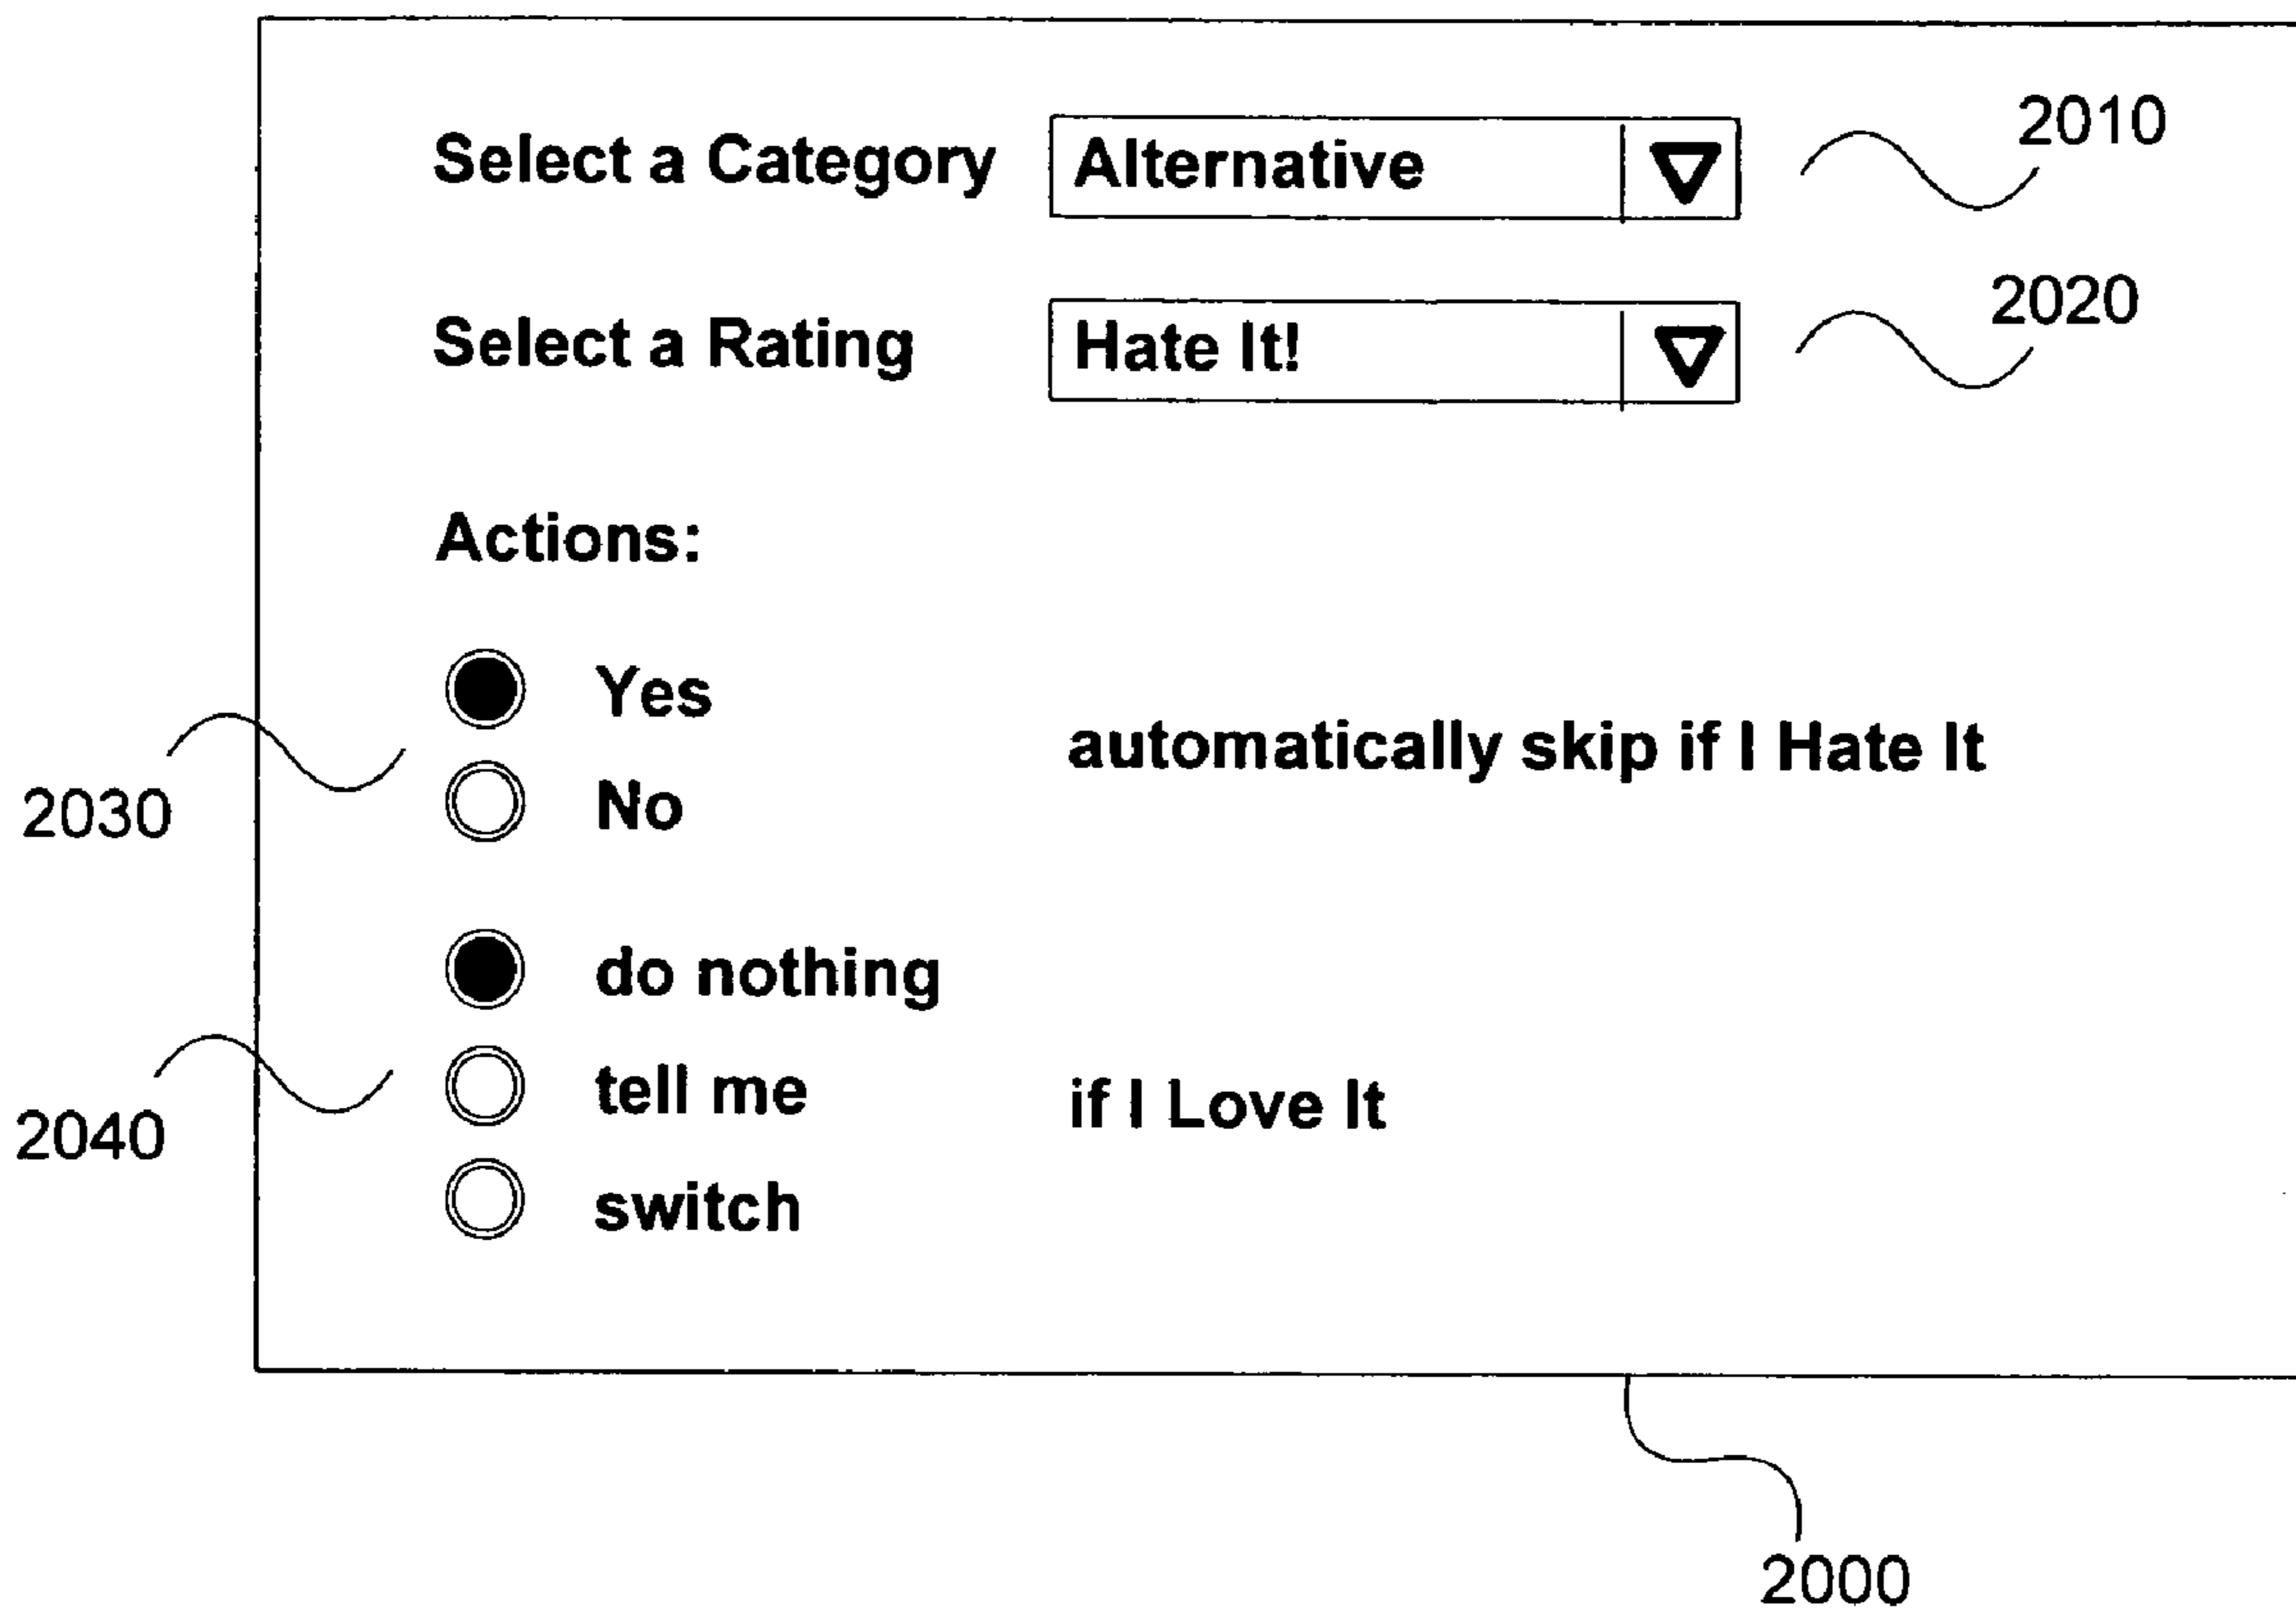 Select a Category Alternative 2010
Select a Rating Hate It! 2020
Actions:
Yes
automatically skip if I Hate It
No
2030
do nothing
tell me if I Love It
2040
switch
2000